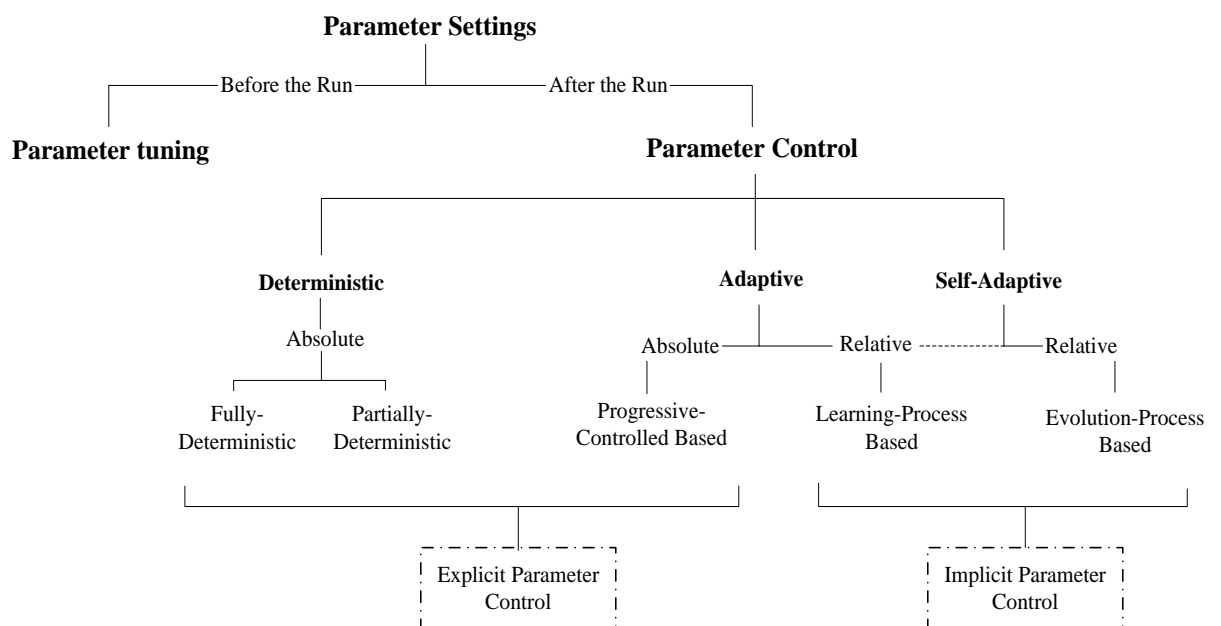 Parameter Settings
Before the Run
After the Run
Parameter tuning
Parameter Control
Deterministic
Adaptive
Self-Adaptive
Absolute
Absolute
Relative
Relative
Fully-
Deterministic
Partially-
Deterministic
Progressive-
Controlled Based
Learning-Process
Based
Evolution-Process
Based
Explicit Parameter
Control
Implicit Parameter
Control